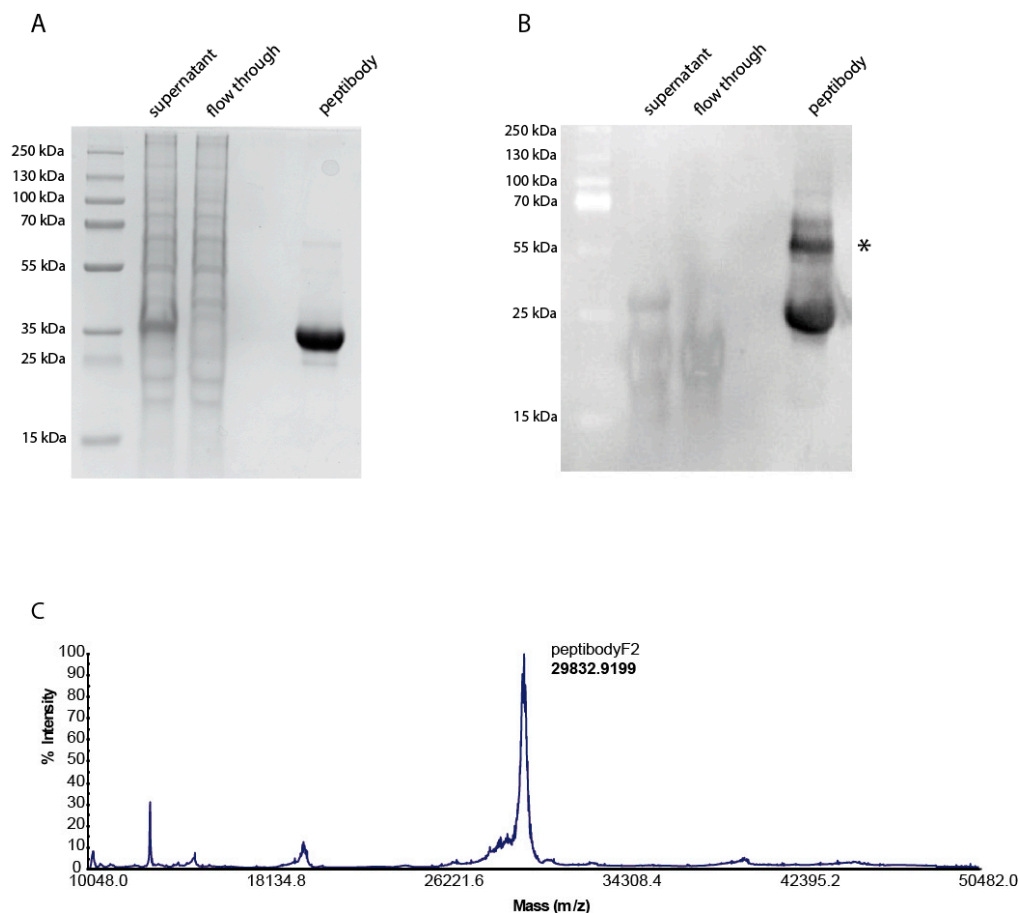 A
supernatant
flow through
peptibody
250 kDa
130 kDa
100 kDa
70 kDa
55 kDa
35 kDa
25 kDa
15 kDa
B
supernatant
flow through
peptibody
250 kDa
130 kDa
100 kDa
70 kDa
55 kDa
*
25 kDa
15 kDa
C
peptibodyF2
29832.9199
% Intensity
100
90
80
70
60
50
40
30
20
10
0
10048.0 18134.8 26221.6 34308.4 42395.2 50482.0
Mass (m/z)